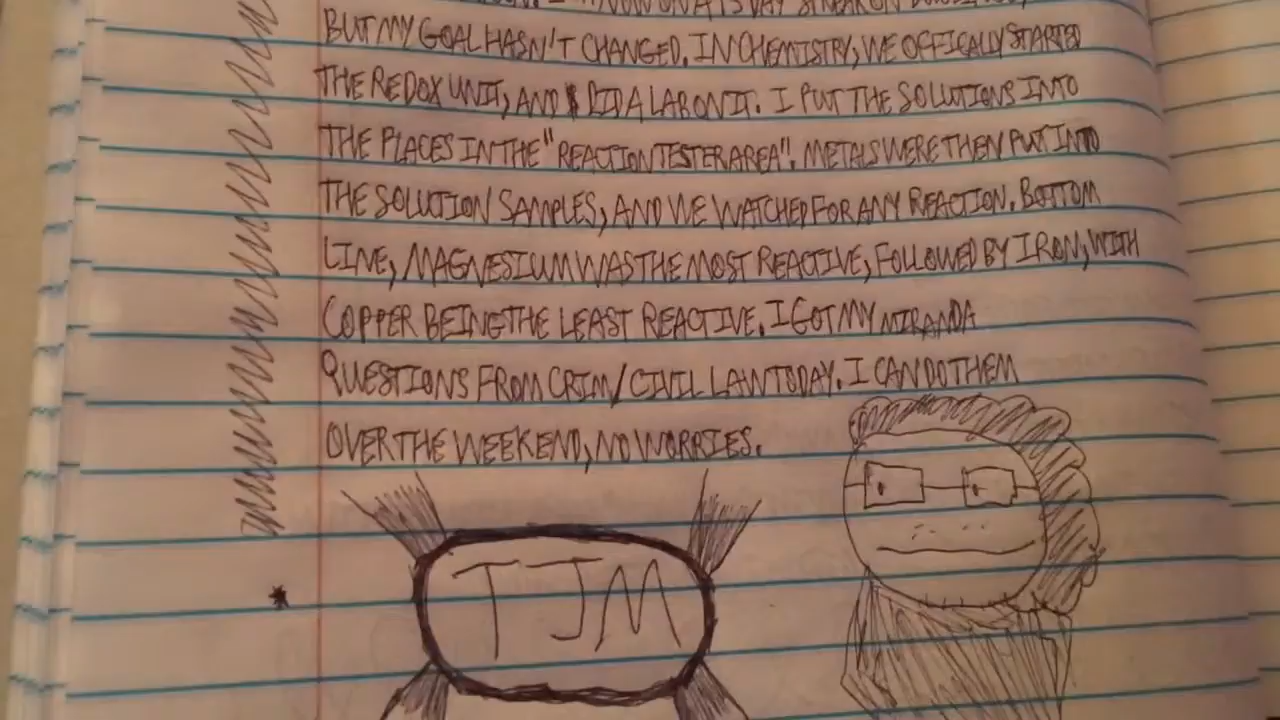 BUT MY GOAL HASN'T CHANGED. IN CHEMISTRY, WE OFFICALLY STARTED
THE REDOX UNIT, AND DID A LAB ON IT. I PUT THE SOLUTIONS INTO
THE PLACES IN THE "REACTION TESTER AREA". METALS WERE THEN PUT INTO
THE SOLUTION SAMPLES, AND WE WATCHED FOR ANY REACTION. BOTTOM
LINE, MAGNESIUM WAS THE MOST REACTIVE, FOLLOWED BY IRON, WITH
COPPER BEING THE LEAST REACTIVE. I GOT MY MIRANDA
QUESTIONS FROM CRIM/CIVIL LAW TODAY. I CAN DO THEM
OVER THE WEEKEND, NO WORRIES.
TJM